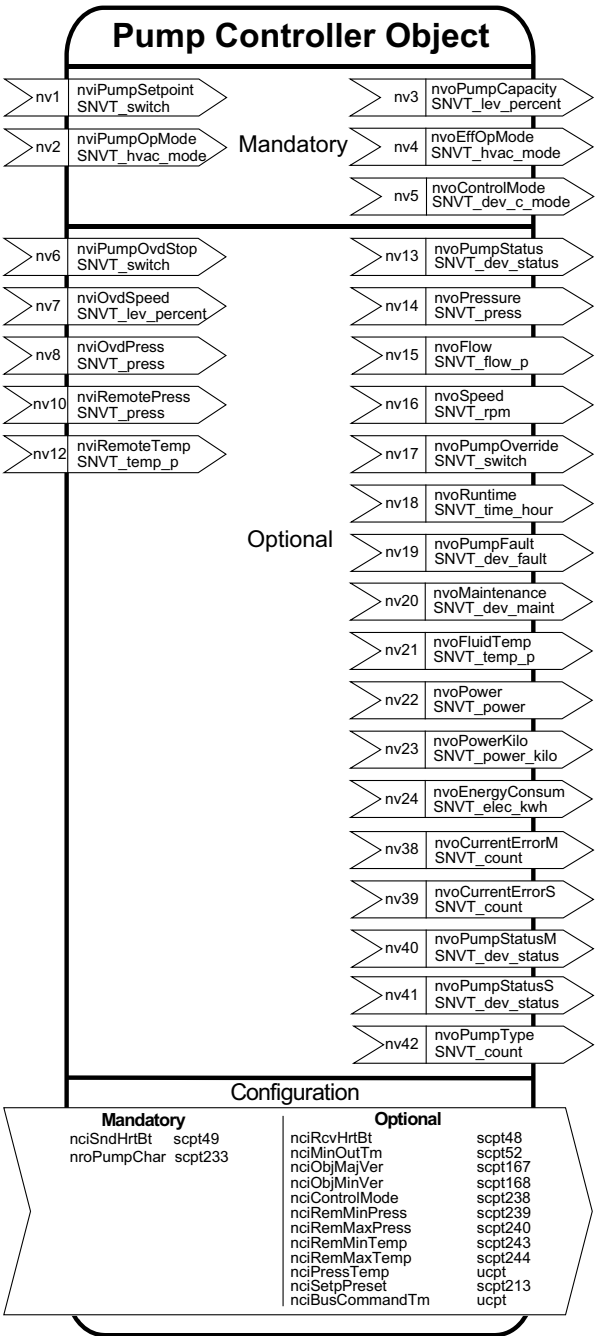 Pump Controller Object
nv1 nviPumpSetpoint
SNVT_switch
nv2 nviPumpOpMode
SNVT_hvac_mode
Mandatory
nv3 nvoPumpCapacity
SNVT_lev_percent
nv4 nvoEffOpMode
SNVT_hvac_mode
nv5 nvoControlMode
SNVT_dev_c_mode
nv6 nviPumpOvdStop
SNVT_switch
nv7 nviOvdSpeed
SNVT_lev_percent
nv8 nviOvdPress
SNVT_press
nv10 nviRemotePress
SNVT_press
nv12 nviRemoteTemp
SNVT_temp_p
Optional
nv13 nvoPumpStatus
SNVT_dev_status
nv14 nvoPressure
SNVT_press
nv15 nvoFlow
SNVT_flow_p
nv16 nvoSpeed
SNVT_rpm
nv17 nvoPumpOverride
SNVT_switch
nv18 nvoRuntime
SNVT_time_hour
nv19 nvoPumpFault
SNVT_dev_fault
nv20 nvoMaintenance
SNVT_dev_maint
nv21 nvoFluidTemp
SNVT_temp_p
nv22 nvoPower
SNVT_power
nv23 nvoPowerKilo
SNVT_power_kilo
nv24 nvoEnergyConsum
SNVT_elec_kwh
nv38 nvoCurrentErrorM
SNVT_count
nv39 nvoCurrentErrorS
SNVT_count
nv40 nvoPumpStatusM
SNVT_dev_status
nv41 nvoPumpStatusS
SNVT_dev_status
nv42 nvoPumpType
SNVT_count
Configuration
Mandatory
nciSndHrtBt scpt49
nroPumpChar scpt233
Optional
nciRcvHrtBt scpt48
nciMinOutTm scpt52
nciObjMajVer scpt167
nciObjMinVer scpt168
nciControlMode scpt238
nciRemMinPress scpt239
nciRemMaxPress scpt240
nciRemMinTemp scpt243
nciRemMaxTemp scpt244
nciPressTemp ucpt
nciSetpPreset scpt213
nciBusCommandTm ucpt